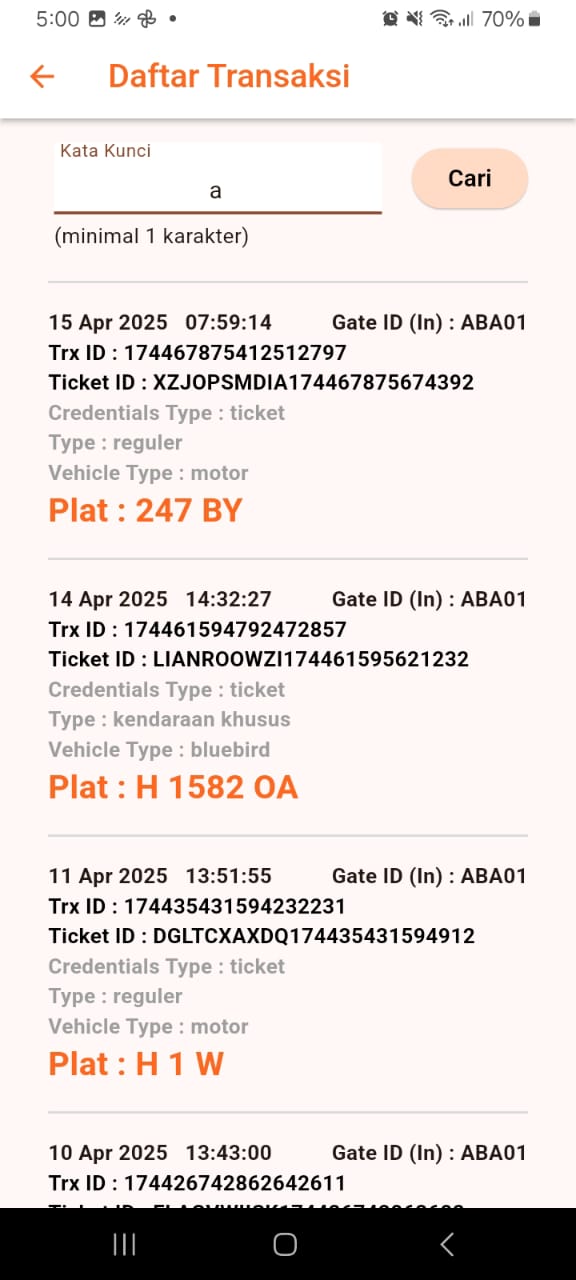 5:00 70%
Daftar Transaksi
Kata Kunci
a
Cari
(minimal 1 karakter)
15 Apr 2025 07:59:14 Gate ID (In) : ABA01
Trx ID : 174467875412512797
Ticket ID : XZJOPSMDIA174467875674392
Credentials Type : ticket
Type : reguler
Vehicle Type : motor
Plat : 247 BY
14 Apr 2025 14:32:27 Gate ID (In) : ABA01
Trx ID : 174461594792472857
Ticket ID : LIANROOWZI174461595621232
Credentials Type : ticket
Type : kendaraan khusus
Vehicle Type : bluebird
Plat : H 1582 OA
11 Apr 2025 13:51:55 Gate ID (In) : ABA01
Trx ID : 174435431594232231
Ticket ID : DGLTCXAXDQ174435431594912
Credentials Type : ticket
Type : reguler
Vehicle Type : motor
Plat : H 1 W
10 Apr 2025 13:43:00 Gate ID (In) : ABA01
Trx ID : 174426742862642611